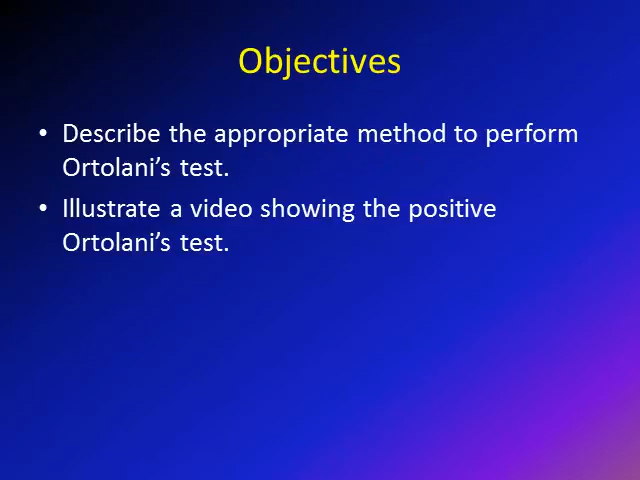 Objectives
• Describe the appropriate method to perform
Ortolani’s test.
• Illustrate a video showing the positive
Ortolani’s test.